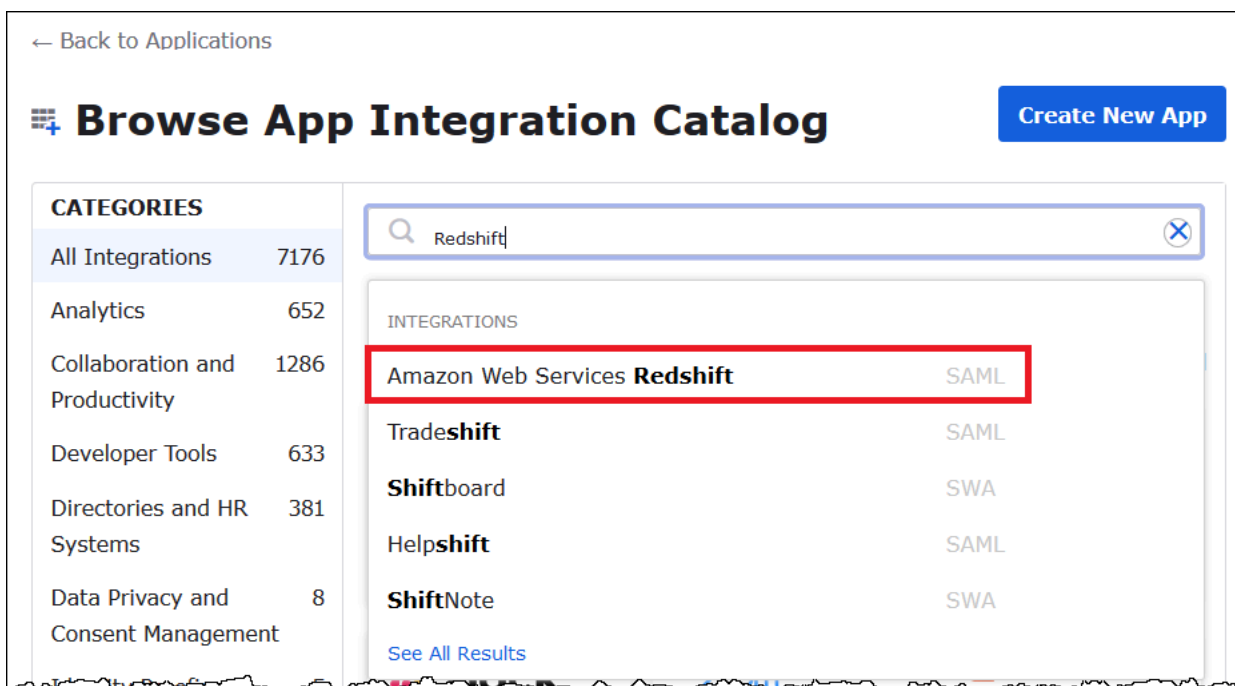 ← Back to Applications
Browse App Integration Catalog
Create New App
CATEGORIES
All Integrations 7176
Analytics 652
Collaboration and 1286
Productivity
Developer Tools 633
Directories and HR 381
Systems
Data Privacy and 8
Consent Management
Redshift
INTEGRATIONS
Amazon Web Services Redshift SAML
Tradeshift SAML
Shiftboard SWA
Helpshift SAML
ShiftNote SWA
See All Results